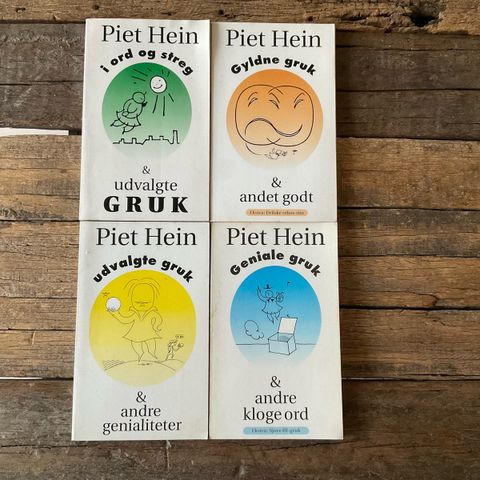 Piet Hein
i ord og streg
&
udvalgte
GRUK
Piet Hein
Gyldne gruk
&
andet godt
Piet Hein
udvalgte gruk
&
andre
genialiteter
Piet Hein
Geniale gruk
&
andre
kloge ord